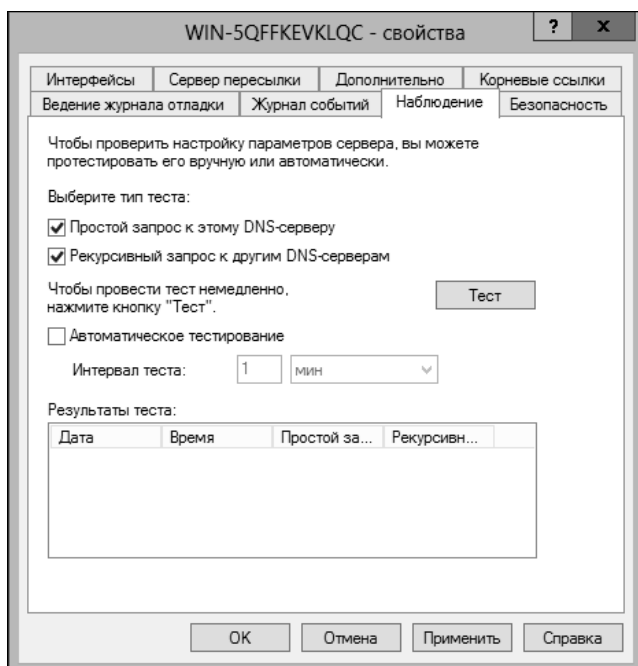 WIN-5QFFKEVKLQC - свойства
?
x
Интерфейсы Сервер пересылки Дополнительно Корневые ссылки
Ведение журнала отладки Журнал событий Наблюдение Безопасность
Чтобы проверить настройку параметров сервера, вы можете
протестировать его вручную или автоматически.
Выберите тип теста:
Простой запрос к этому DNS-серверу
Рекурсивный запрос к другим DNS-серверам
Чтобы провести тест немедленно,
нажмите кнопку "Тест".
Тест
Автоматическое тестирование
Интервал теста: 1 мин
Результаты теста:
Дата Время Простой за... Рекурсивн...
ОК Отмена Применить Справка